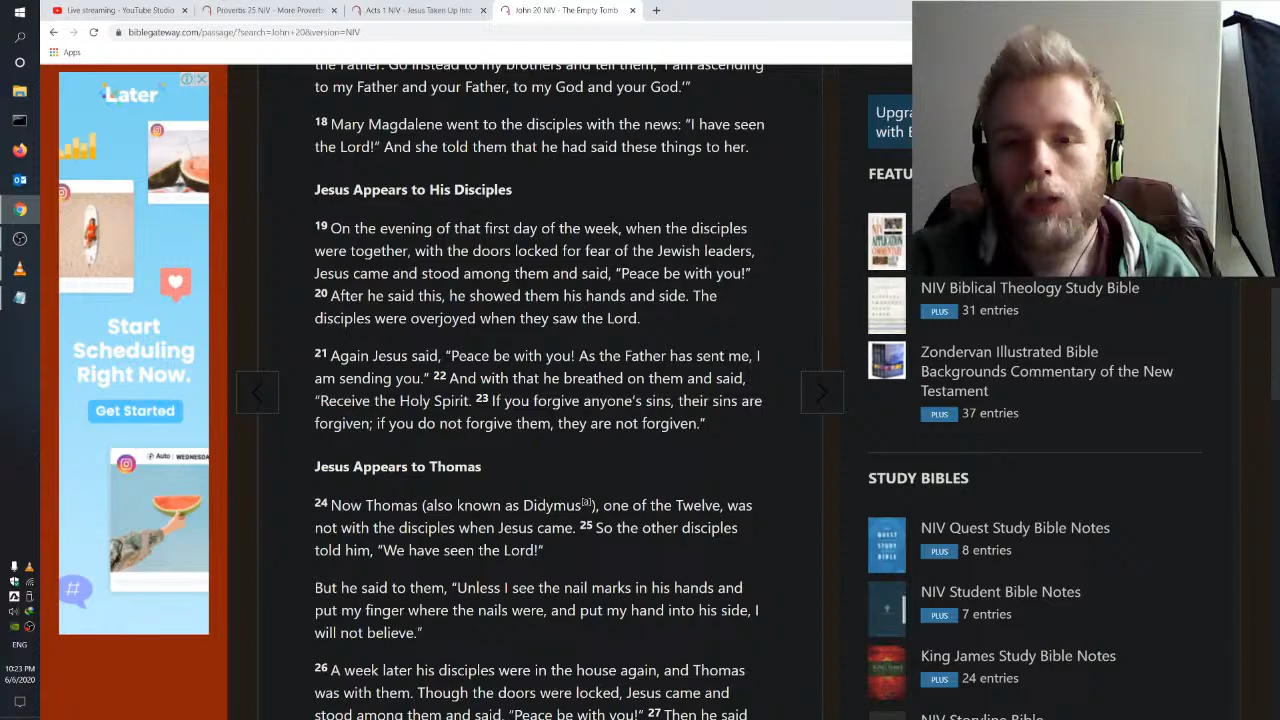 Live streaming - YouTube Studio
Proverbs 25 NIV - More Proverbs
Acts 1 NIV - Jesus Taken Up Into
John 20 NIV - The Empty Tomb
biblegateway.com/passage/?search=John+20&version=NIV
Apps
Later
Start
Scheduling
Right Now.
Get Started
Auto
WEDNESDA
#
the Father. Go instead to my brothers and tell them, ‘I am ascending
to my Father and your Father, to my God and your God.’”
18 Mary Magdalene went to the disciples with the news: “I have seen
the Lord!” And she told them that he had said these things to her.
Jesus Appears to His Disciples
19 On the evening of that first day of the week, when the disciples
were together, with the doors locked for fear of the Jewish leaders,
Jesus came and stood among them and said, “Peace be with you!”
20 After he said this, he showed them his hands and side. The
disciples were overjoyed when they saw the Lord.
21 Again Jesus said, “Peace be with you! As the Father has sent me, I
am sending you.” 22 And with that he breathed on them and said,
“Receive the Holy Spirit. 23 If you forgive anyone’s sins, their sins are
forgiven; if you do not forgive them, they are not forgiven.”
Jesus Appears to Thomas
24 Now Thomas (also known as Didymus[a]), one of the Twelve, was
not with the disciples when Jesus came. 25 So the other disciples
told him, “We have seen the Lord!”
But he said to them, “Unless I see the nail marks in his hands and
put my finger where the nails were, and put my hand into his side, I
will not believe.”
26 A week later his disciples were in the house again, and Thomas
was with them. Though the doors were locked, Jesus came and
stood among them and said, “Peace be with you!” 27 Then he said
Upgra
with B
FEATU
NIV Biblical Theology Study Bible
PLUS 31 entries
Zondervan Illustrated Bible
Backgrounds Commentary of the New
Testament
PLUS 37 entries
STUDY BIBLES
NIV Quest Study Bible Notes
PLUS 8 entries
NIV Student Bible Notes
PLUS 7 entries
King James Study Bible Notes
PLUS 24 entries
NIV Storyline Bible
ENG
10:23 PM
6/6/2020